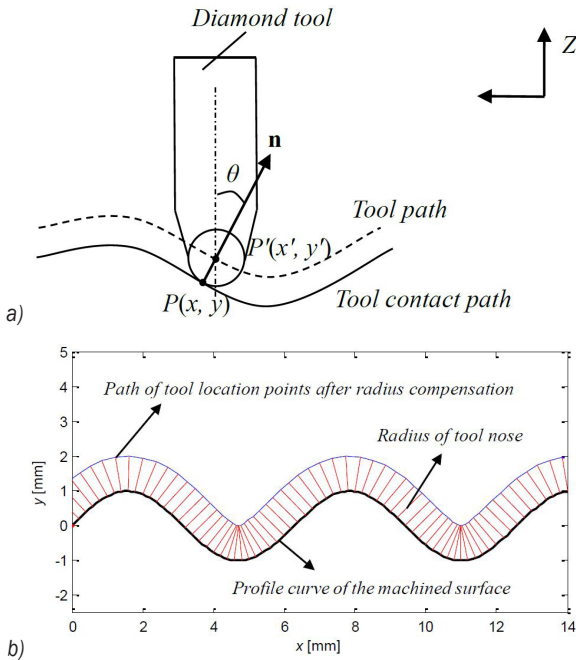 Diamond tool
Z
n
θ
Tool path
P'(x', y')
P(x, y)
Tool contact path
a)
5
4
3
2
1
0
-1
-2
y [mm]
Path of tool location points after radius compensation
Radius of tool nose
Profile curve of the machined surface
0 2 4 6 8 10 12 14
x [mm]
b)